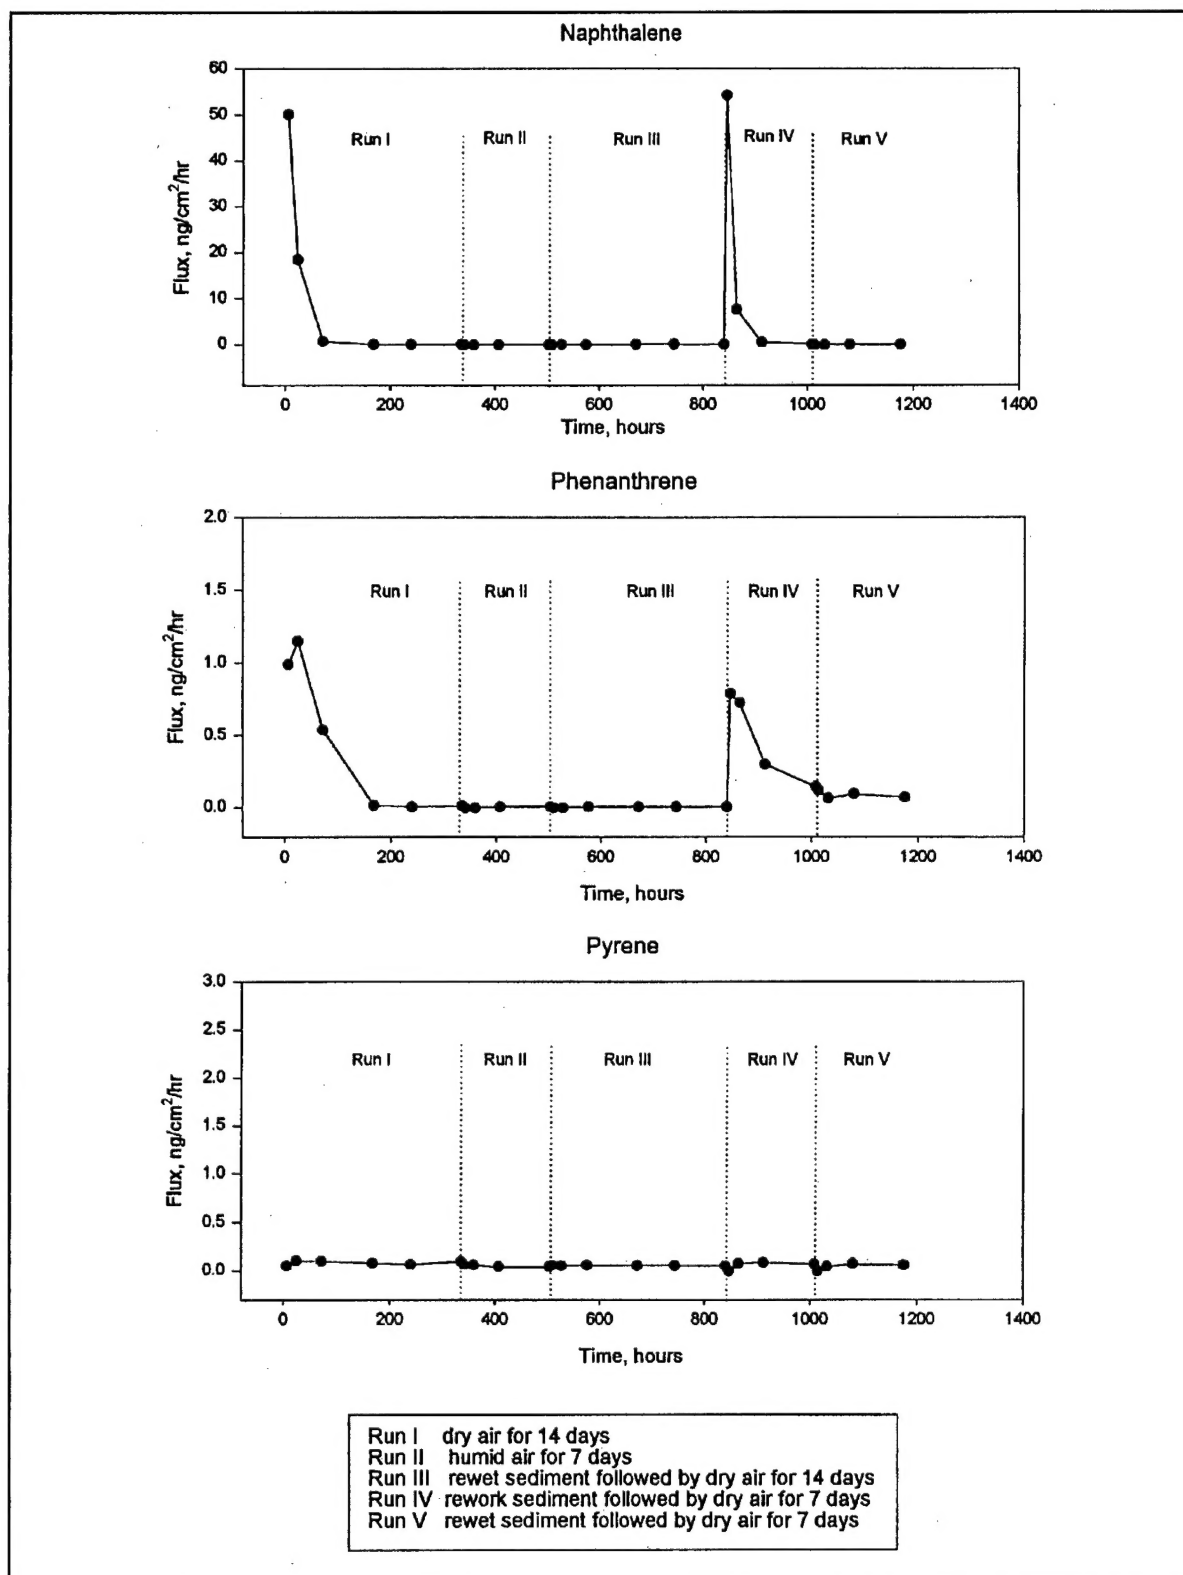 Naphthalene
60
50
40
30
20
10
0
Flux, ng/cm²/hr
Run I Run II Run III Run IV Run V
0 200 400 600 800 1000 1200 1400
Time, hours
Phenanthrene
2.0
1.5
1.0
0.5
0.0
Flux, ng/cm²/hr
Run I Run II Run III Run IV Run V
0 200 400 600 800 1000 1200 1400
Time, hours
Pyrene
3.0
2.5
2.0
1.5
1.0
0.5
0.0
Flux, ng/cm²/hr
Run I Run II Run III Run IV Run V
0 200 400 600 800 1000 1200 1400
Time, hours
Run I dry air for 14 days
Run II humid air for 7 days
Run III rewet sediment followed by dry air for 14 days
Run IV rework sediment followed by dry air for 7 days
Run V rewet sediment followed by dry air for 7 days